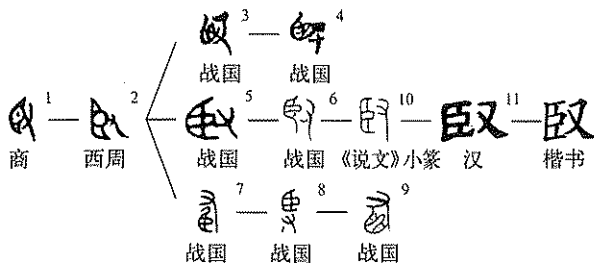 3 4
战国 战国
1 2 5 6 10 11
臤 臤
商 西周 战国 战国 《说文》小篆 汉 楷书
7 8 9
战国 战国 战国